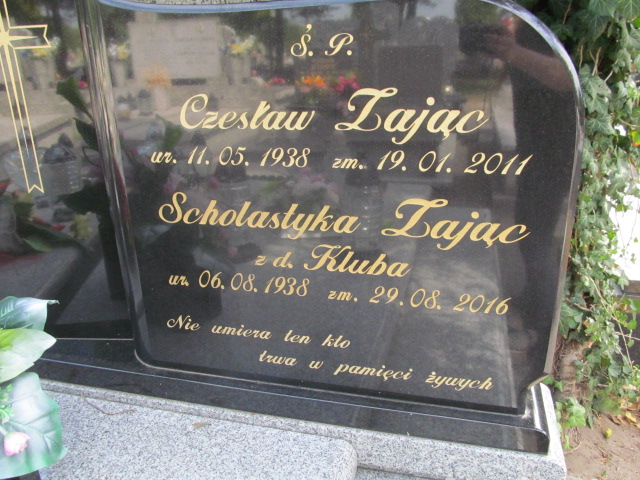 Ś. P.
Czesław Zając
ur. 11.05.1938 zm. 19.01.2011
Scholastyka Zając
z d. Kluba
ur. 06.08.1938 zm. 29.08.2016
Nie umiera ten kto
trwa w pamięci żywych